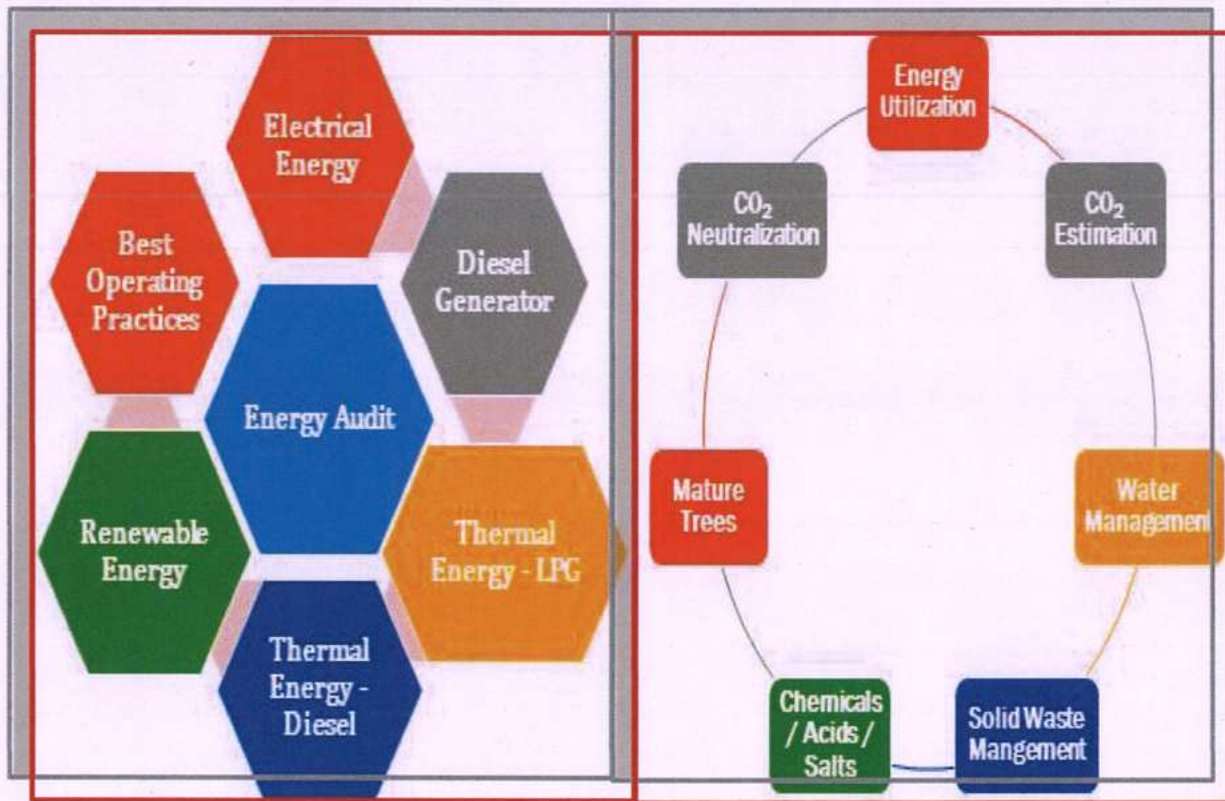 Electrical
Energy
Best
Operating
Practices
Diesel
Generator
Energy Audit
Renewable
Energy
Thermal
Energy - LPG
Thermal
Energy -
Diesel
Energy
Utilization
CO₂
Neutralization
CO₂
Estimation
Mature
Trees
Water
Management
Chemicals
/ Acids /
Salts
Solid Waste
Mangement